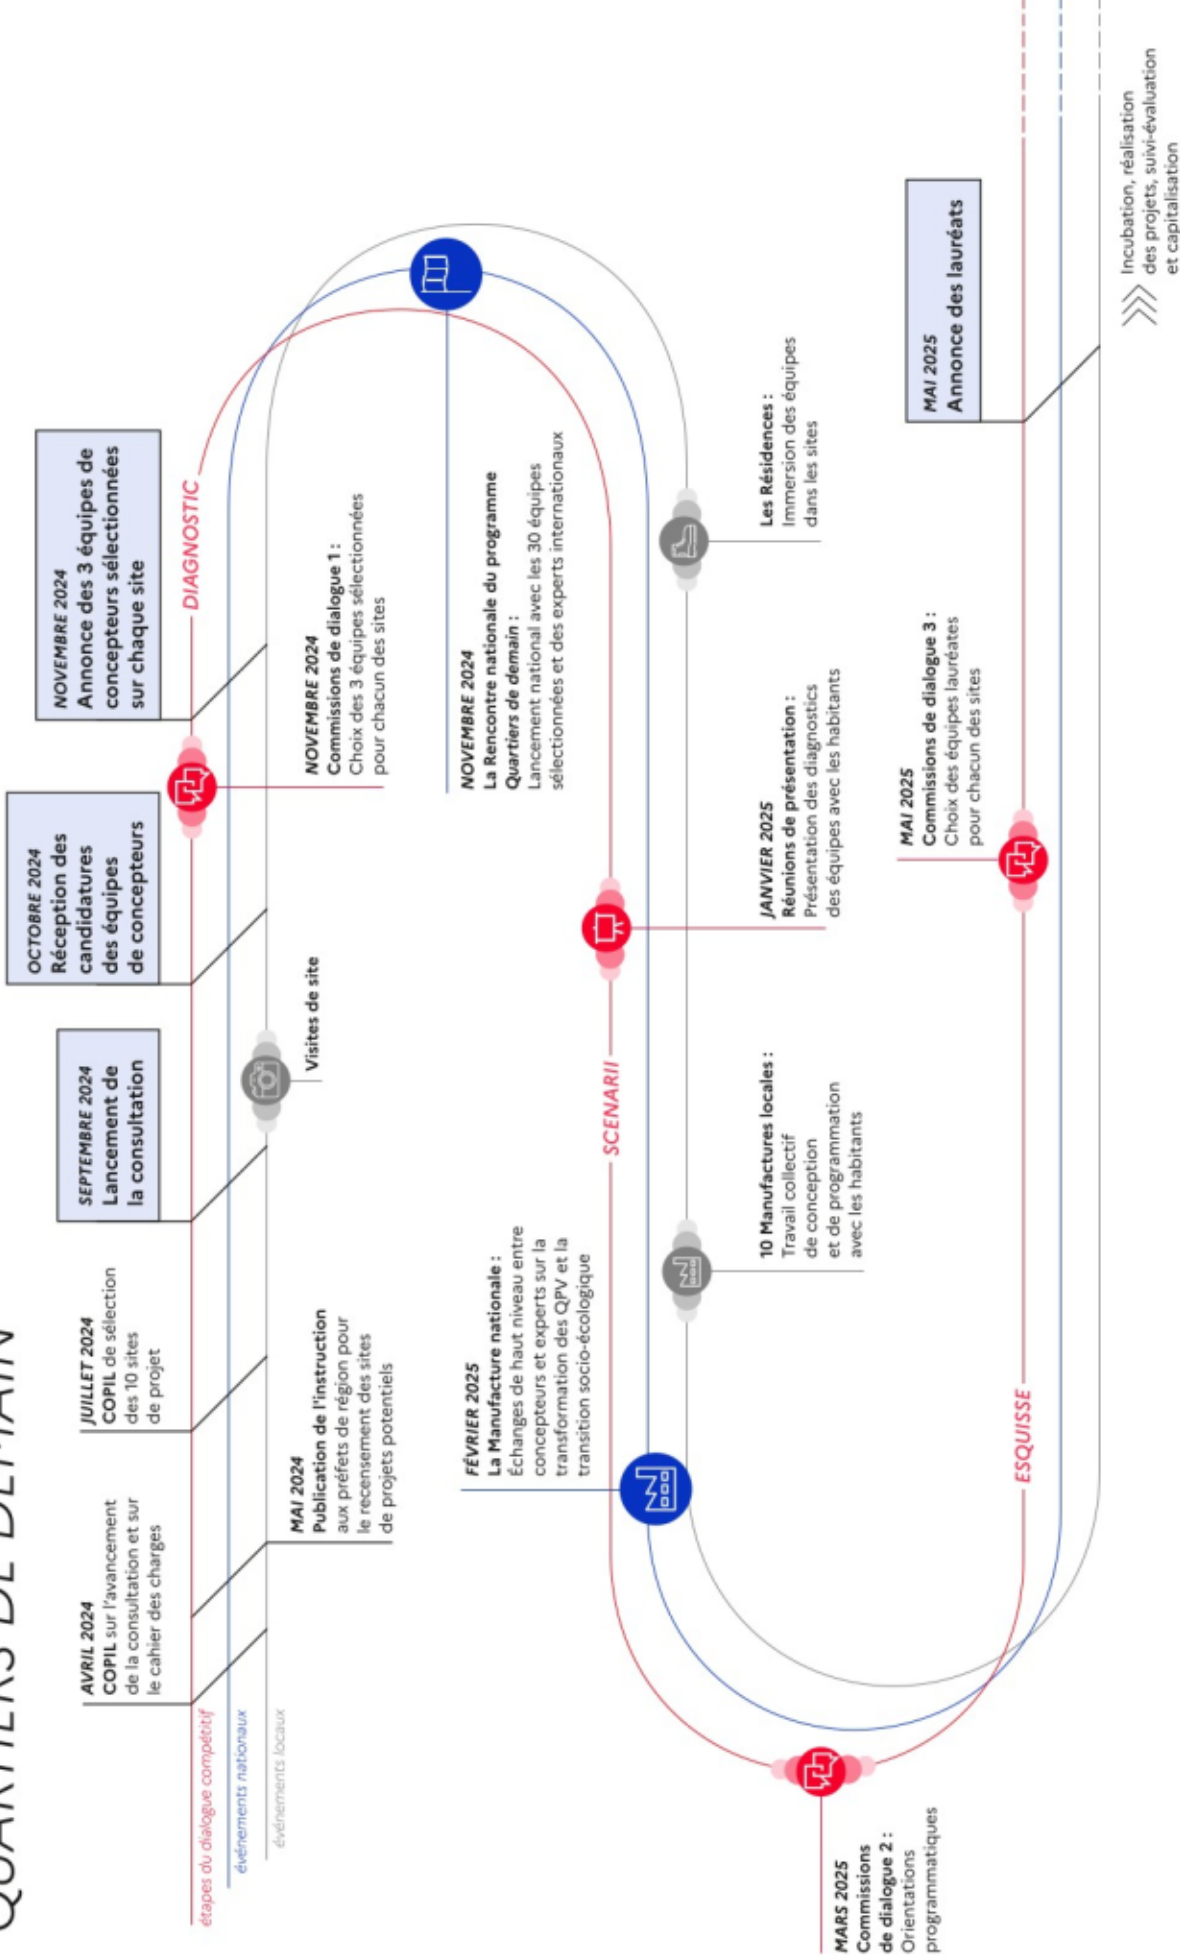 QUARTIERS DE DEMAIN
AVRIL 2024
COPIL sur l'avancement
de la consultation et sur
le cahier des charges
JUILLET 2024
COPIL de sélection
des 10 sites
de projet
SEPTEMBRE 2024
Lancement de
la consultation
OCTOBRE 2024
Réception des
candidatures
des équipes
de concepteurs
NOVEMBRE 2024
Annonce des 3 équipes de
concepteurs sélectionnées
sur chaque site
étapes du dialogue compétitif
DIAGNOSTIC
événements nationaux
événements locaux
MAI 2024
Publication de l'instruction
aux préfets de région pour
le recensement des sites
de projets potentiels
Visites de site
NOVEMBRE 2024
Commissions de dialogue 1 :
Choix des 3 équipes sélectionnées
pour chacun des sites
NOVEMBRE 2024
La Rencontre nationale du programme
Quartiers de demain :
Lancement national avec les 30 équipes
sélectionnées et des experts internationaux
FÉVRIER 2025
La Manufacture nationale :
Échanges de haut niveau entre
concepteurs et experts sur la
transformation des QPV et la
transition socio-écologique
SCENARII
10 Manufactures locales :
Travail collectif
de conception
et de programmation
avec les habitants
JANVIER 2025
Réunions de présentation :
Présentation des diagnostics
des équipes avec les habitants
Les Résidences :
Immersion des équipes
dans les sites
MARS 2025
Commissions
de dialogue 2 :
Orientations
programmatiques
ESQUISSE
MAI 2025
Commissions de dialogue 3 :
Choix des équipes lauréates
pour chacun des sites
MAI 2025
Annonce des lauréats
Incubation, réalisation
des projets, suivi-évaluation
et capitalisation